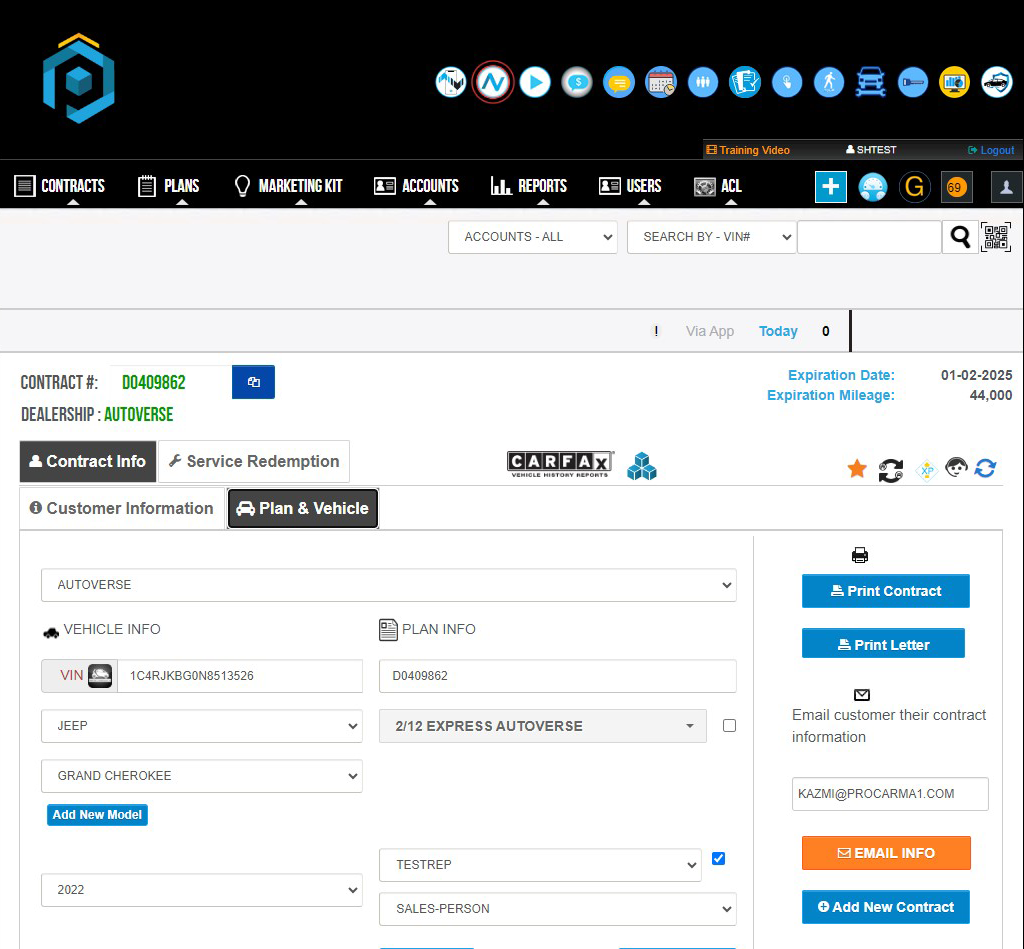 Training Video SHTEST Logout
CONTRACTS PLANS MARKETING KIT ACCOUNTS REPORTS USERS ACL G 69
ACCOUNTS - ALL SEARCH BY - VIN#
! Via App Today 0
CONTRACT #: D0409862
Expiration Date: 01-02-2025
Expiration Mileage: 44,000
DEALERSHIP : AUTOVERSE
Contract Info Service Redemption
CARFAX
VEHICLE HISTORY REPORTS
XP
Customer Information Plan & Vehicle
AUTOVERSE
VEHICLE INFO PLAN INFO
VIN 1C4RJKBG0N8513526 D0409862
JEEP 2/12 EXPRESS AUTOVERSE
GRAND CHEROKEE
Add New Model
TESTREP
2022
SALES-PERSON
Print Contract
Print Letter
Email customer their contract
information
KAZMI@PROCARMA1.COM
EMAIL INFO
Add New Contract